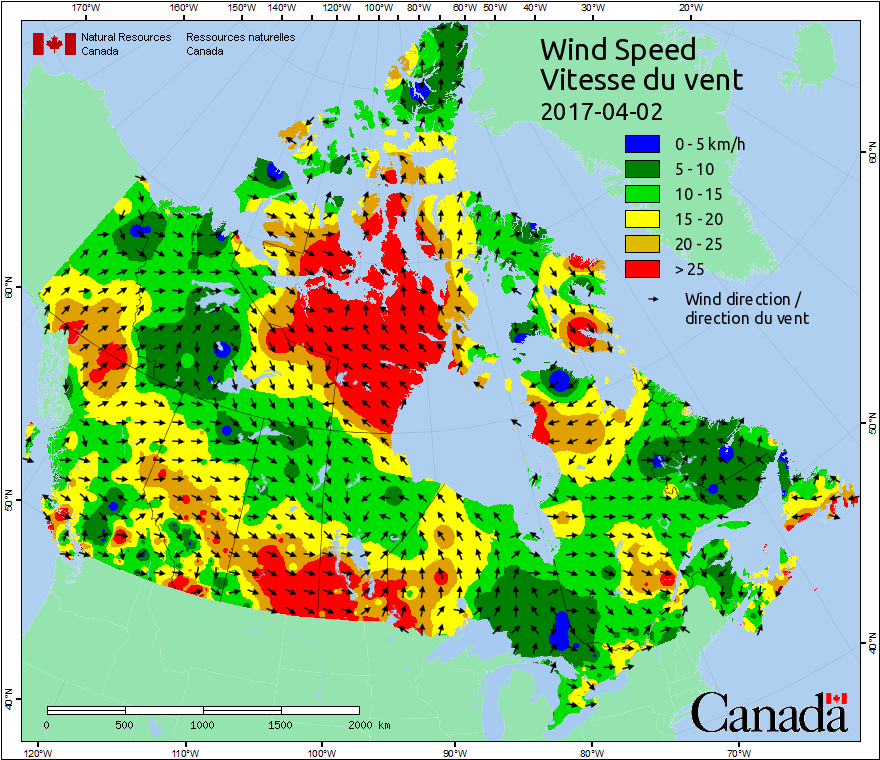 170°W 160°W 150°W 140°W 130°W 120°W 110°W 100°W 90°W 80°W 70°W 60°W 50°W 40°W 30°W 20°W
Natural Resources Canada
Ressources naturelles Canada
Wind Speed
Vitesse du vent
2017-04-02
0 - 5 km/h
5 - 10
10 - 15
15 - 20
20 - 25
> 25
Wind direction /
direction du vent
60°N
50°N
40°N
60°N
50°N
40°N
0 500 1000 1500 2000 km
Canada
120°W 110°W 100°W 90°W 80°W 70°W